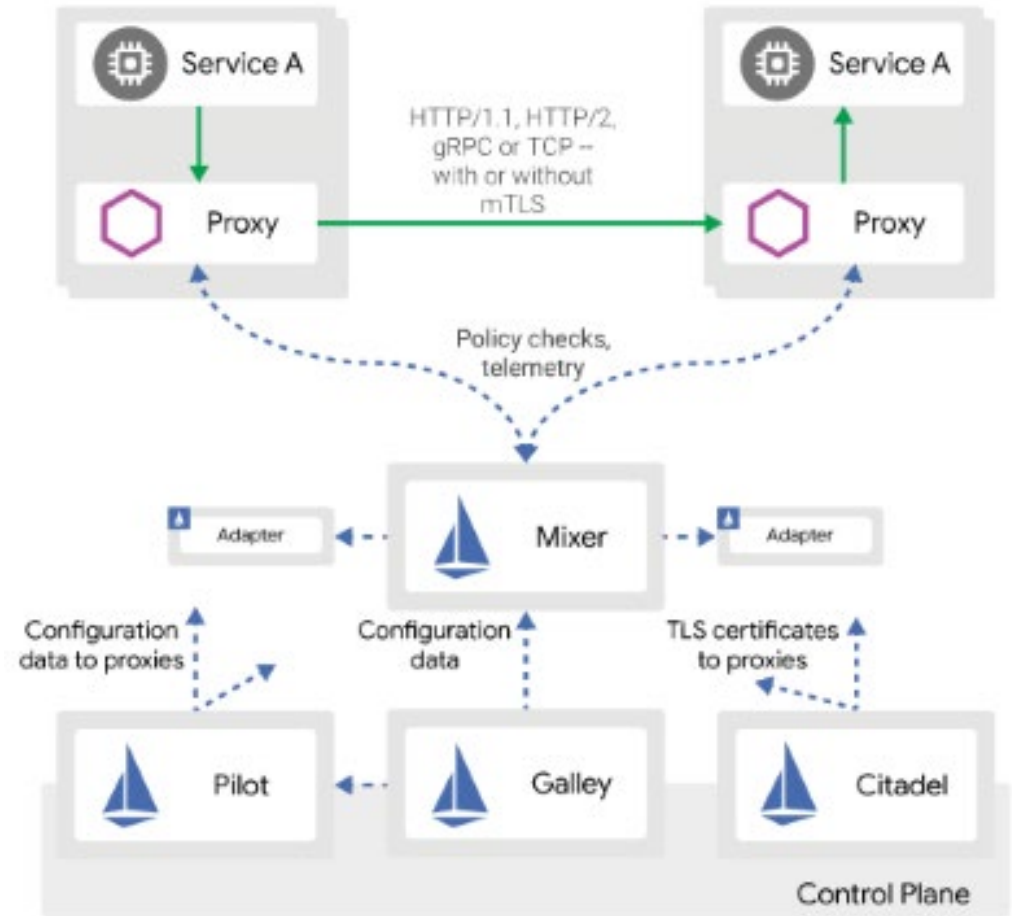 Service A
Service A
HTTP/1.1, HTTP/2,
gRPC or TCP --
with or without
mTLS
Proxy
Proxy
Policy checks,
telemetry
Adapter
Mixer
Adapter
Configuration
data to proxies
Configuration
data
TLS certificates
to proxies
Pilot
Galley
Citadel
Control Plane